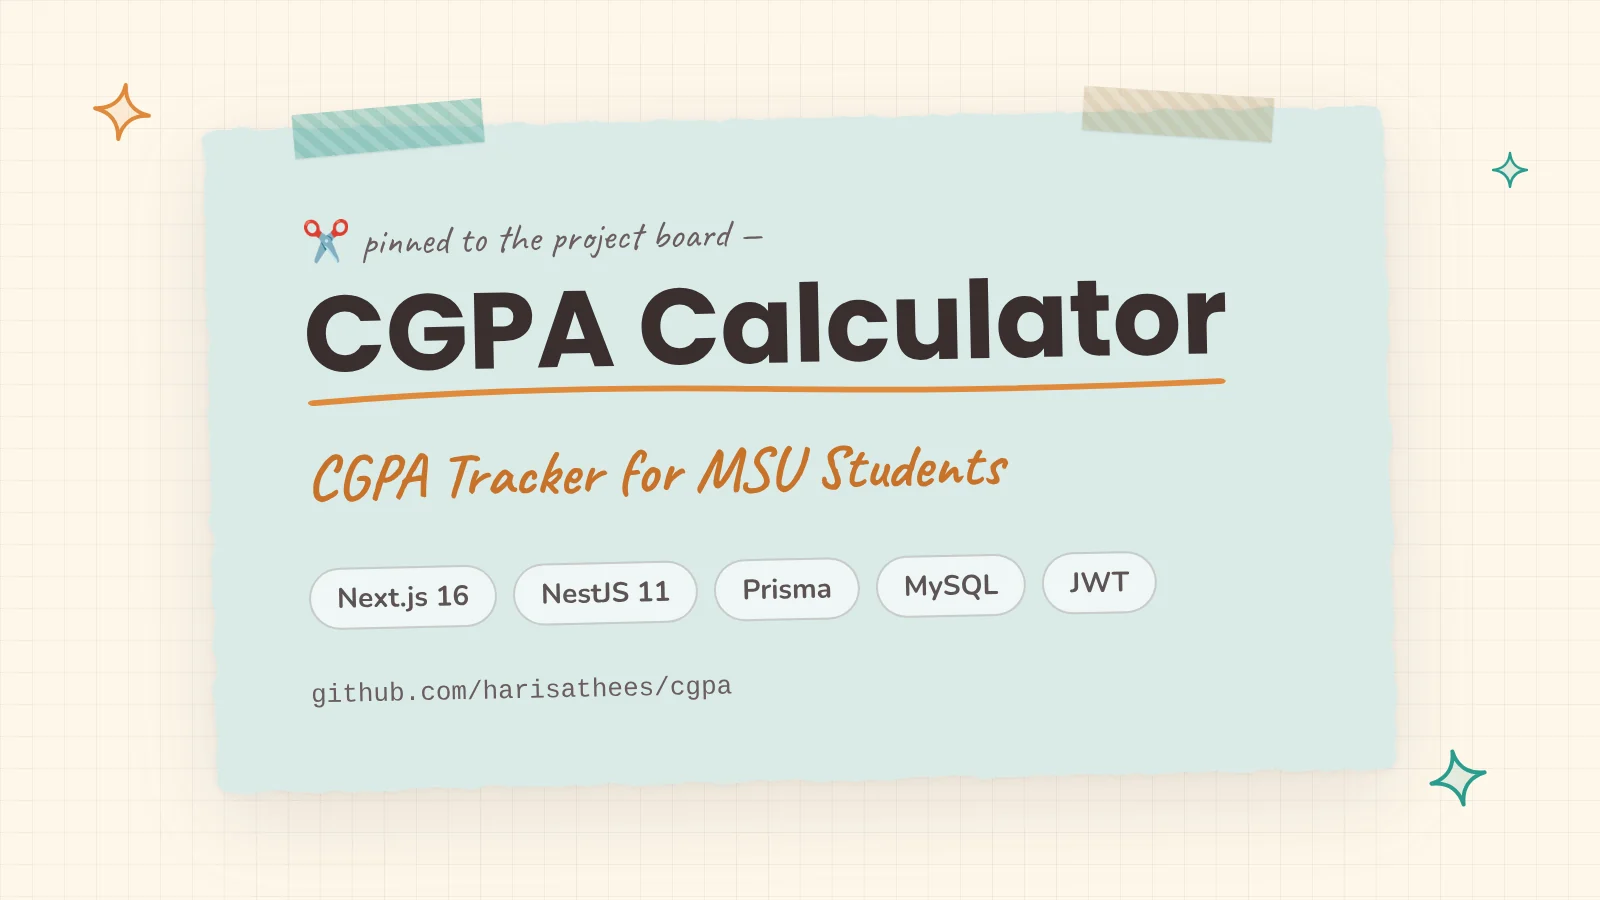 pinned to the project board —
CGPA Calculator
CGPA Tracker for MSU Students
Next.js 16 NestJS 11 Prisma MySQL JWT
github.com/harisathees/cgpa